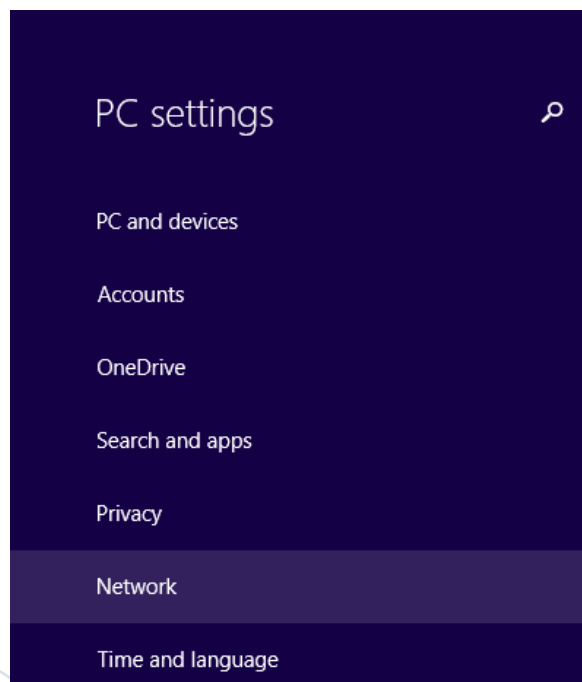 PC settings
PC and devices
Accounts
OneDrive
Search and apps
Privacy
Network
Time and language